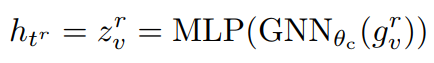 h_{t^r} = z_v^r = MLP(GNN_{θ_c}(g_v^r))